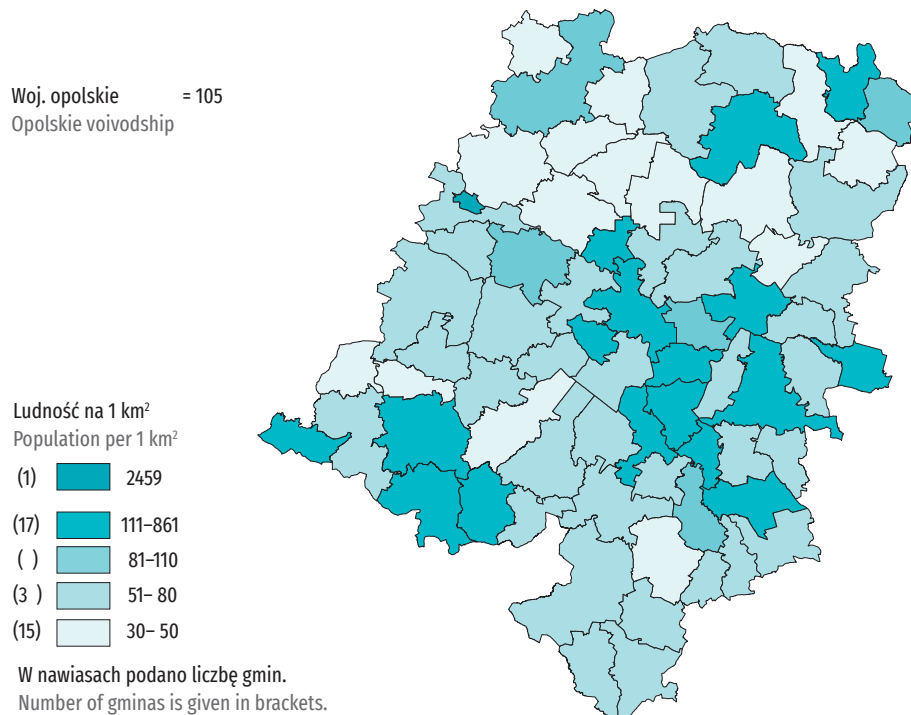 Woj. opolskie = 105
Opolskie voivodship
Ludność na 1 km²
Population per 1 km²
(1) 2459
(17) 111–861
( ) 81–110
(3 ) 51– 80
(15) 30– 50
W nawiasach podano liczbę gmin.
Number of gminas is given in brackets.